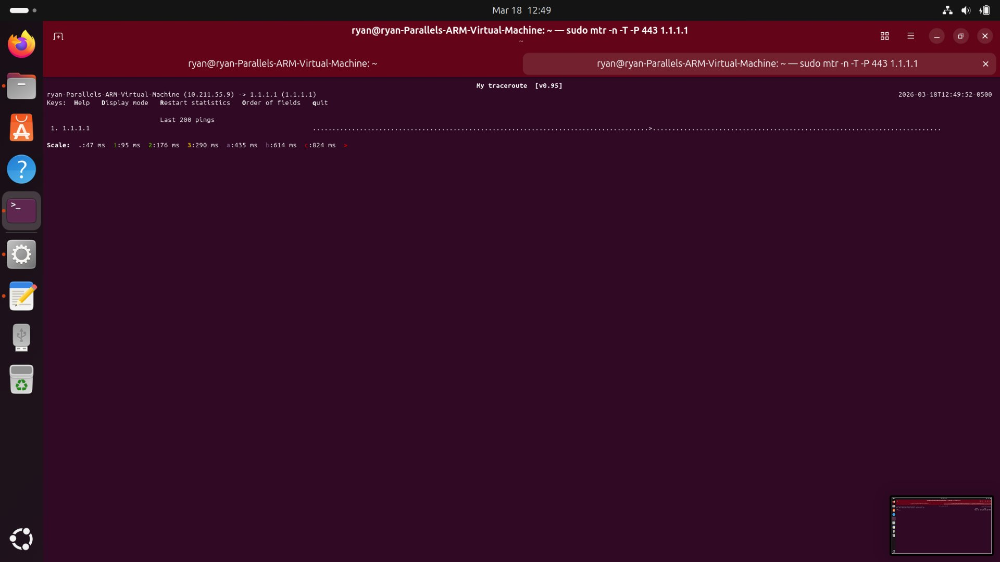 Mar 18 12:49
ryan@ryan-Parallels-ARM-Virtual-Machine: ~ — sudo mtr -n -T -P 443 1.1.1.1
~
ryan@ryan-Parallels-ARM-Virtual-Machine: ~
ryan@ryan-Parallels-ARM-Virtual-Machine: ~ — sudo mtr -n -T -P 443 1.1.1.1
My traceroute [v0.95]
ryan-Parallels-ARM-Virtual-Machine (10.211.55.9) -> 1.1.1.1 (1.1.1.1)
2026-03-18T12:49:52-0500
Keys: Help Display mode Restart statistics Order of fields quit
Last 200 pings
1. 1.1.1.1 ......................................................................................>..........................................................................
Scale: .:47 ms 1:95 ms 2:176 ms 3:290 ms a:435 ms b:614 ms c:824 ms >